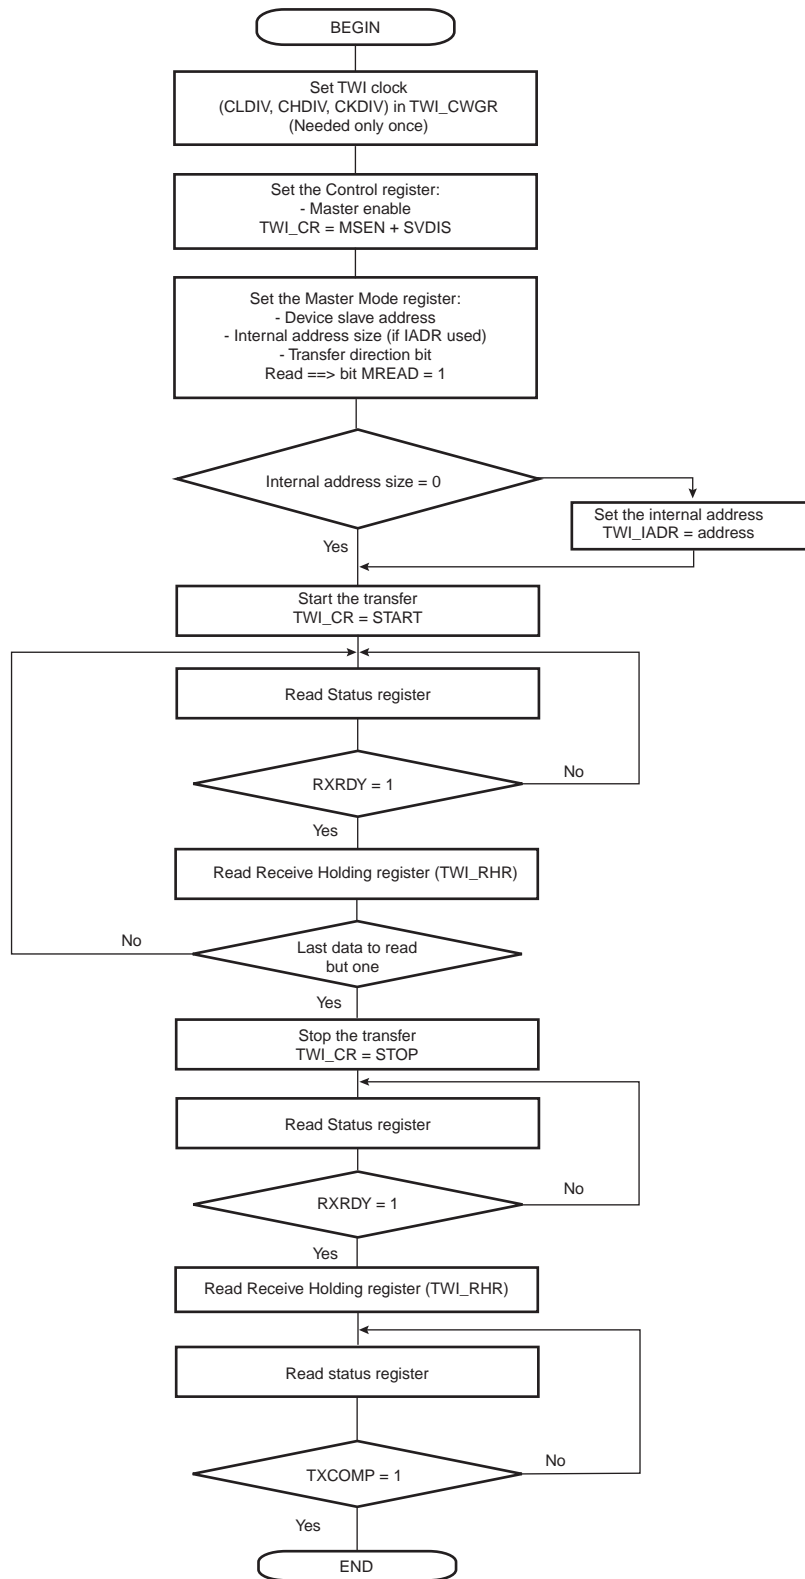 BEGIN
Set TWI clock
(CLDIV, CHDIV, CKDIV) in TWI_CWGR
(Needed only once)
Set the Control register:
- Master enable
TWI_CR = MSEN + SVDIS
Set the Master Mode register:
- Device slave address
- Internal address size (if IADR used)
- Transfer direction bit
Read ==> bit MREAD = 1
Internal address size = 0
Set the internal address
TWI_IADR = address
Yes
Start the transfer
TWI_CR = START
Read Status register
RXRDY = 1
No
Yes
Read Receive Holding register (TWI_RHR)
No
Last data to read
but one
Yes
Stop the transfer
TWI_CR = STOP
Read Status register
RXRDY = 1
No
Yes
Read Receive Holding register (TWI_RHR)
Read status register
TXCOMP = 1
No
Yes
END